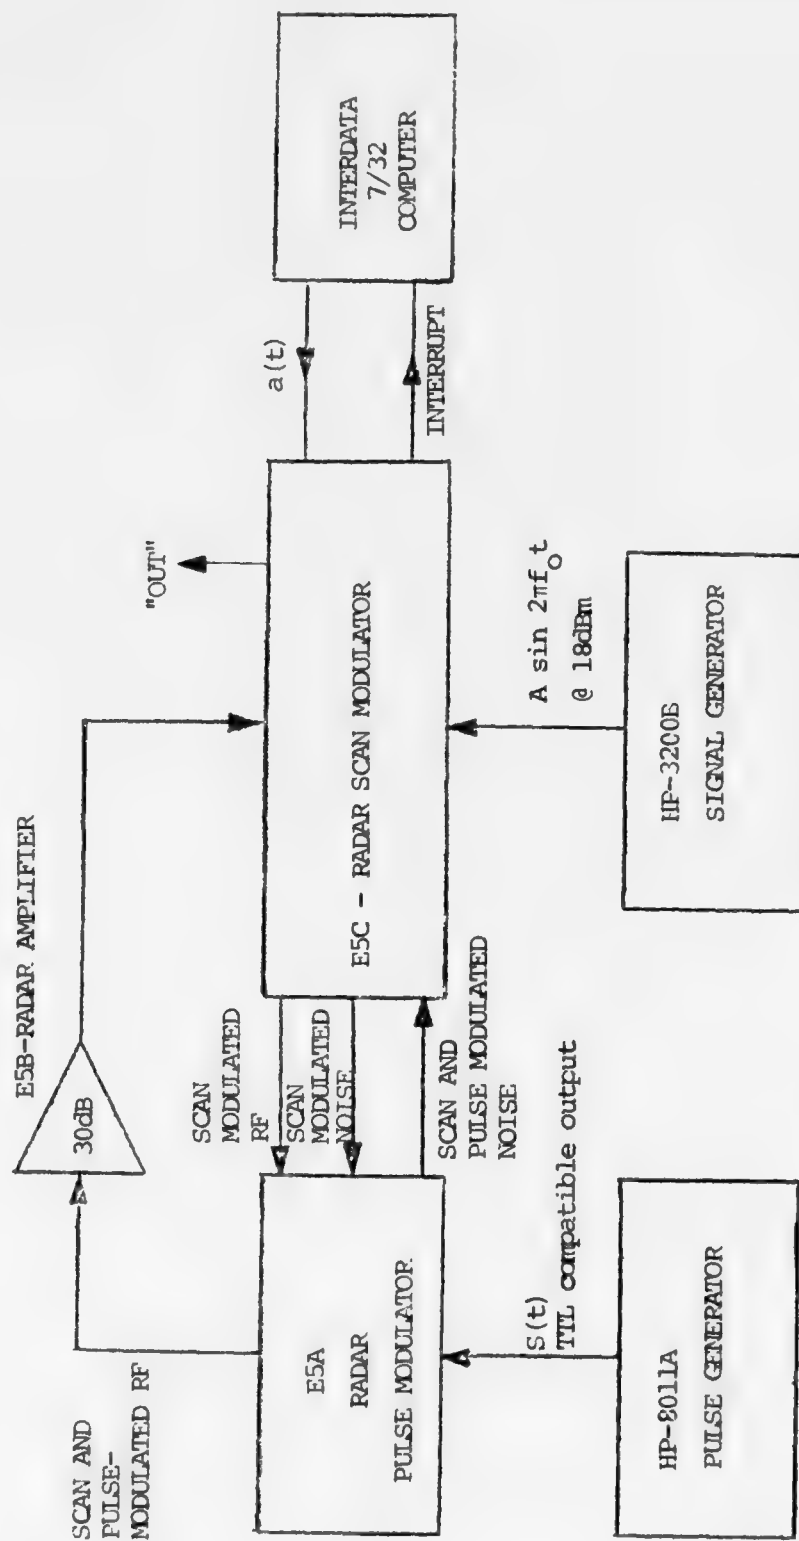 SCAN AND
PULSE-
MODULATED RF
E5B-RADAR AMPLIFIER
30dB
"OUT"
a(t)
INTERRUPT
INTERDATA
7/32
COMPUTER
E5A
RADAR
PULSE MODULATOR
SCAN
MODULATED
RF
SCAN
MODULATED
NOISE
SCAN AND
PULSE MODULATED
NOISE
E5C - RADAR SCAN MODULATOR
S(t)
TTL compatible output
A sin 2πf₀t
@ 18dBm
HP-8011A
PULSE GENERATOR
HP-3200B
SIGNAL GENERATOR